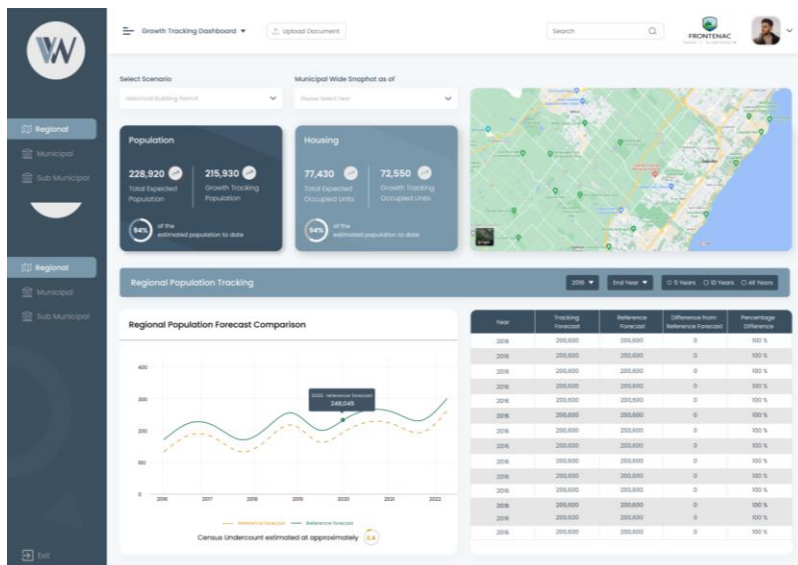 W
Regional
Municipal
Sub Municipal
Regional
Municipal
Sub Municipal
Exit
Growth Tracking Dashboard
Upload Document
Search
FRONTENAC
Select Scenario
Historical Building Permit
Municipal Wide Snaphot as of
Please Select Year
Population
228,920
Total Expected
Population
215,930
Growth Tracking
Population
94%
of the
estimated population to date
Housing
77,430
Total Expected
Occupied Units
72,550
Growth Tracking
Occupied Units
94%
of the
estimated population to date
Oakville
Regional Population Tracking
2016
End Year
5 Years
10 Years
All Years
Regional Population Forecast Comparison
400
300
200
100
0
2016 2017 2018 2019 2020 2021 2022
2020 reference forecast
248,045
Reference forecast Reference forecast
Census Undercount estimated at approximately 2.4
Year Tracking Forecast Reference Forecast Difference from Reference Forecast Percentage Difference
2016 200,600 200,600 0 100 %
2016 200,600 200,600 0 100 %
2016 200,600 200,600 0 100 %
2016 200,600 200,600 0 100 %
2016 200,600 200,600 0 100 %
2016 200,600 200,600 0 100 %
2016 200,600 200,600 0 100 %
2016 200,600 200,600 0 100 %
2016 200,600 200,600 0 100 %
2016 200,600 200,600 0 100 %
2016 200,600 200,600 0 100 %
2016 200,600 200,600 0 100 %
2016 200,600 200,600 0 100 %
2016 200,600 200,600 0 100 %